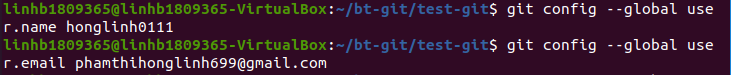 linhb1809365@linhb1809365-VirtualBox:~/bt-git/test-git$ git config --global use
r.name honglinh0111
linhb1809365@linhb1809365-VirtualBox:~/bt-git/test-git$ git config --global use
r.email phamthihonglinh699@gmail.com